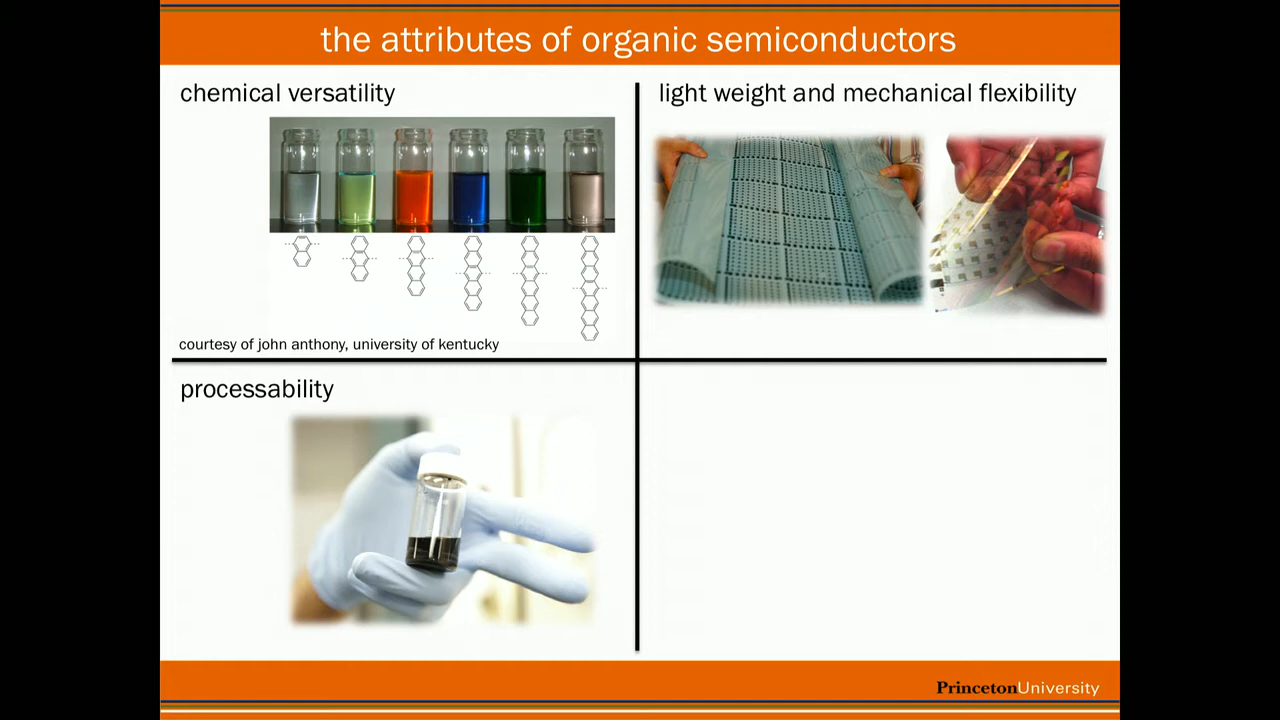 the attributes of organic semiconductors
chemical versatility
light weight and mechanical flexibility
courtesy of john anthony, university of kentucky
processability
PrincetonUniversity